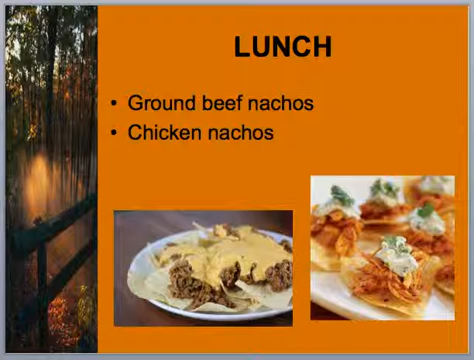 LUNCH
• Ground beef nachos
• Chicken nachos